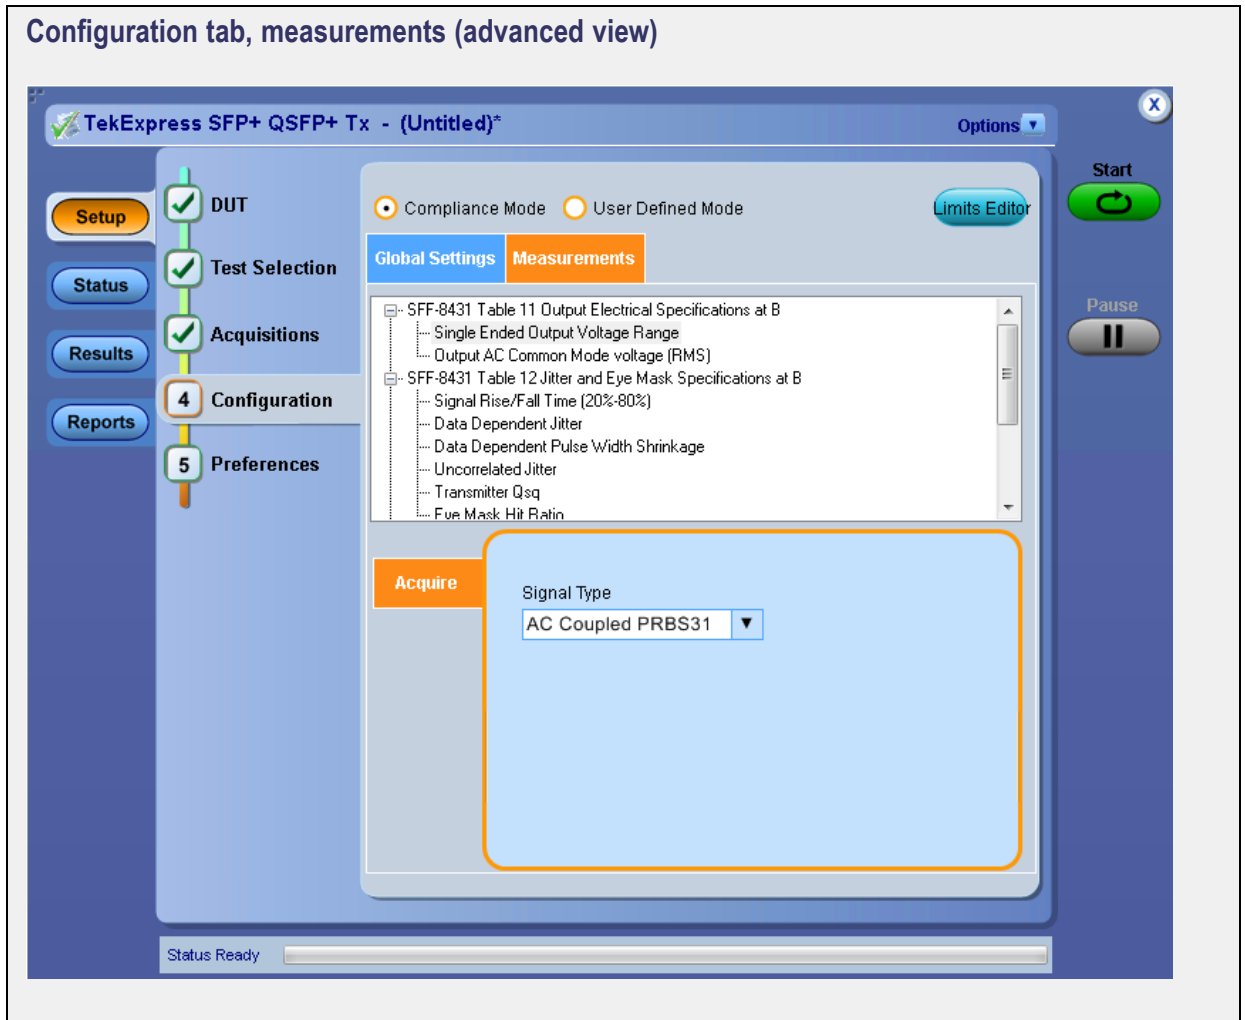 Configuration tab, measurements (advanced view)
TekExpress SFP+ QSFP+ Tx - (Untitled)*
Options
x
Start
Pause
Setup
Status
Results
Reports
DUT
Test Selection
Acquisitions
4 Configuration
5 Preferences
Compliance Mode User Defined Mode
Limits Editor
Global Settings Measurements
SFF-8431 Table 11 Output Electrical Specifications at B
Single Ended Output Voltage Range
Output AC Common Mode voltage (RMS)
SFF-8431 Table 12 Jitter and Eye Mask Specifications at B
Signal Rise/Fall Time (20%-80%)
Data Dependent Jitter
Data Dependent Pulse Width Shrinkage
Uncorrelated Jitter
Transmitter Qsq
Eye Mask Hit Ratio
Acquire
Signal Type
AC Coupled PRBS31
Status Ready